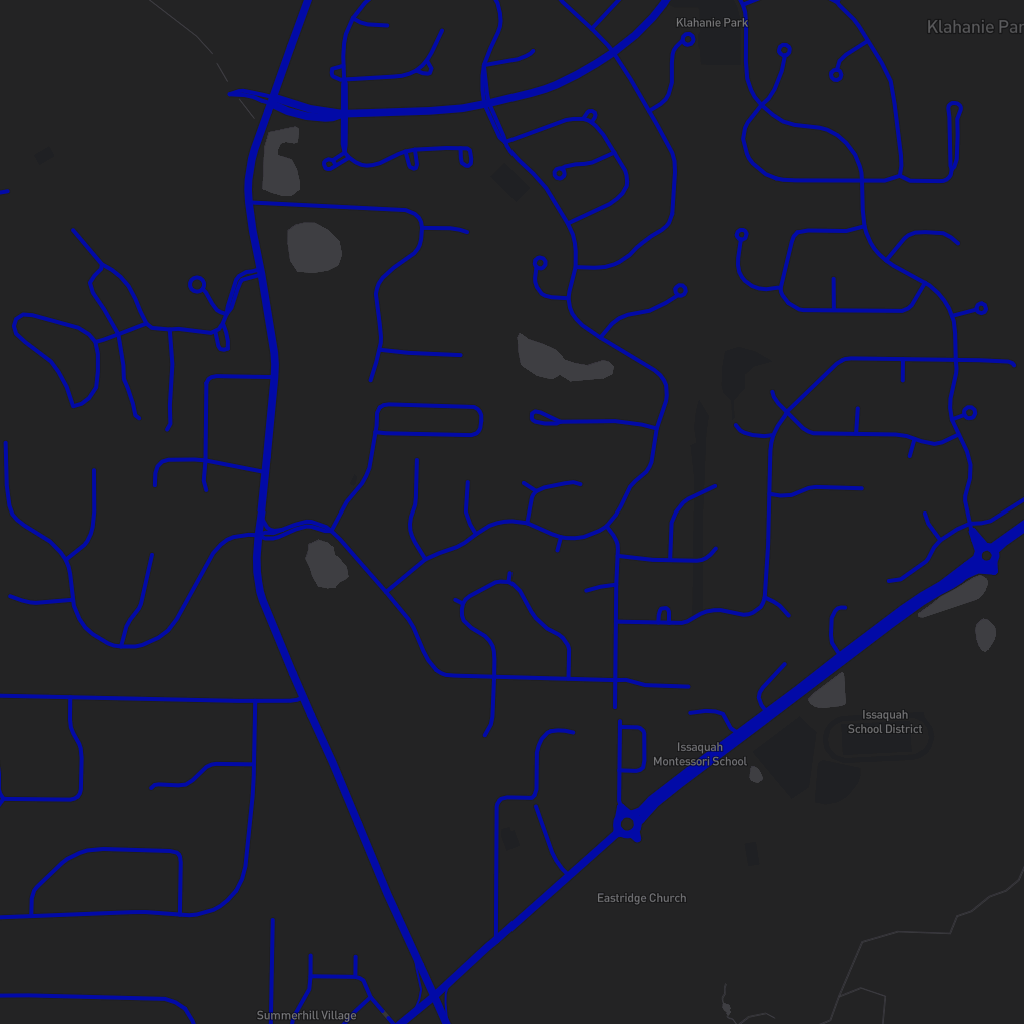 Klahanie Park
Klahanie Par
Issaquah
School District
Issaquah
Montessori School
Eastridge Church
Summerhill Village